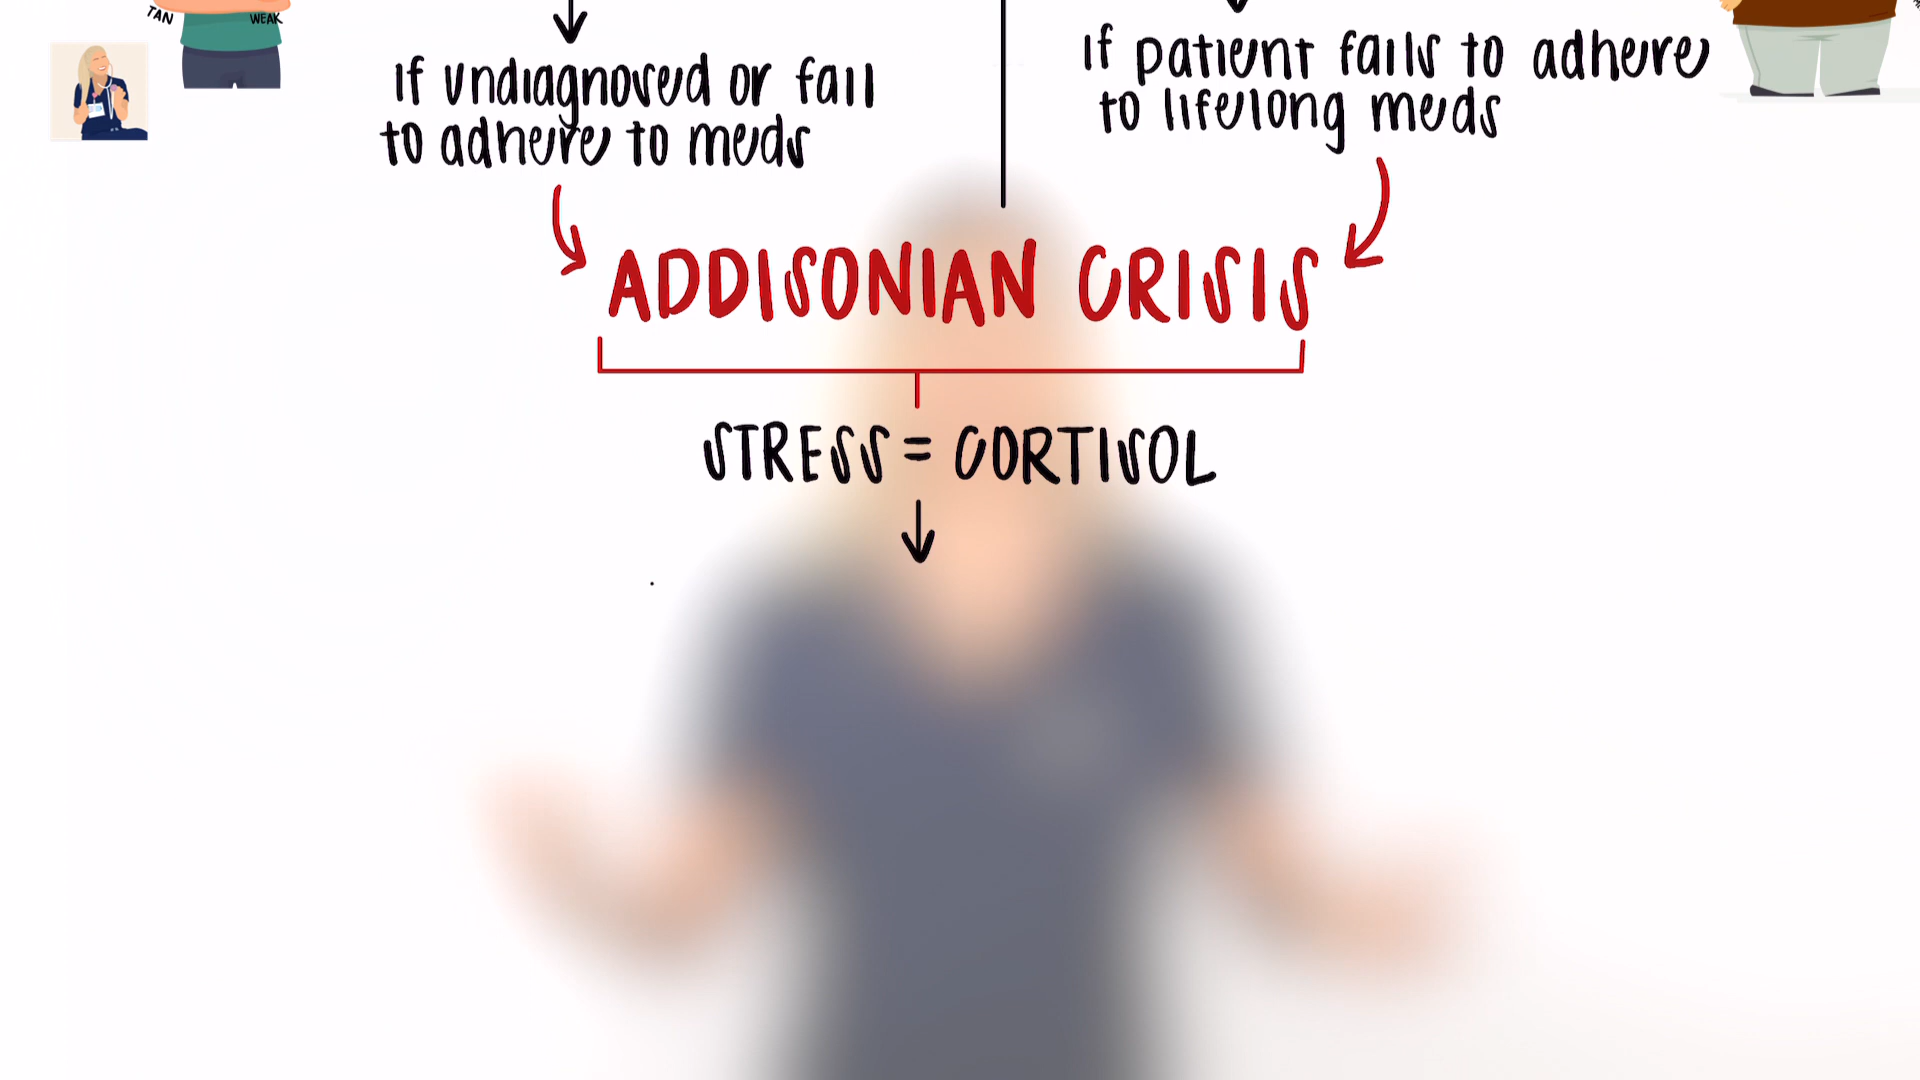 TAN
WEAK
If undiagnosed or fail
to adhere to meds
If patient fails to adhere
to lifelong meds
ADDISONIAN CRISIS
STRESS = CORTISOL